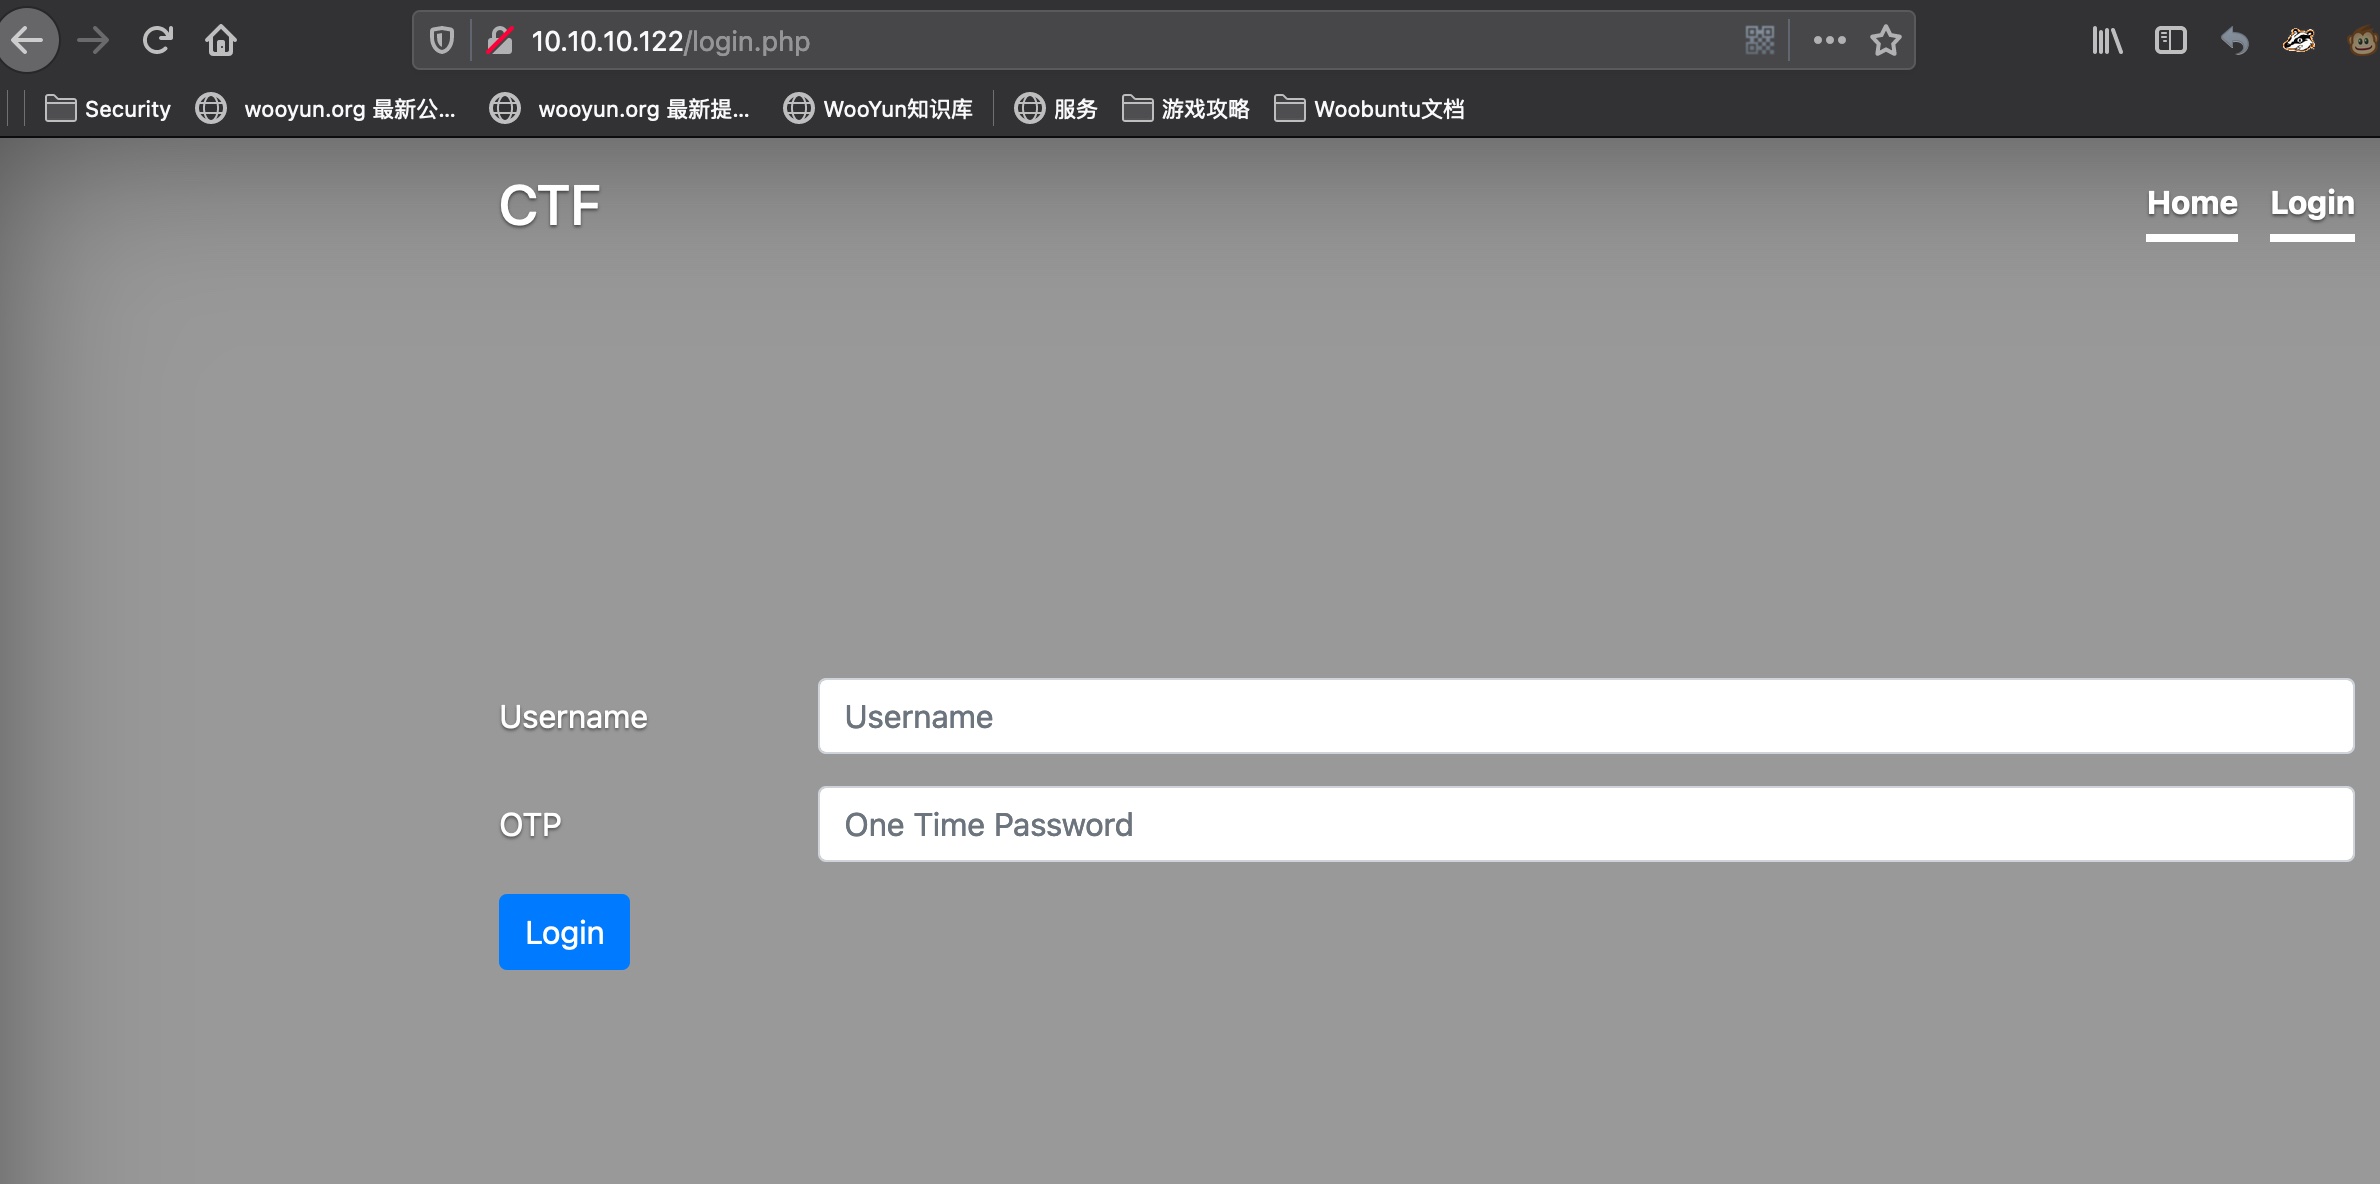 10.10.10.122/login.php
Security wooyun.org 最新公... wooyun.org 最新提... WooYun知识库 服务 游戏攻略 Woobuntu文档
CTF Home Login
Username Username
OTP One Time Password
Login